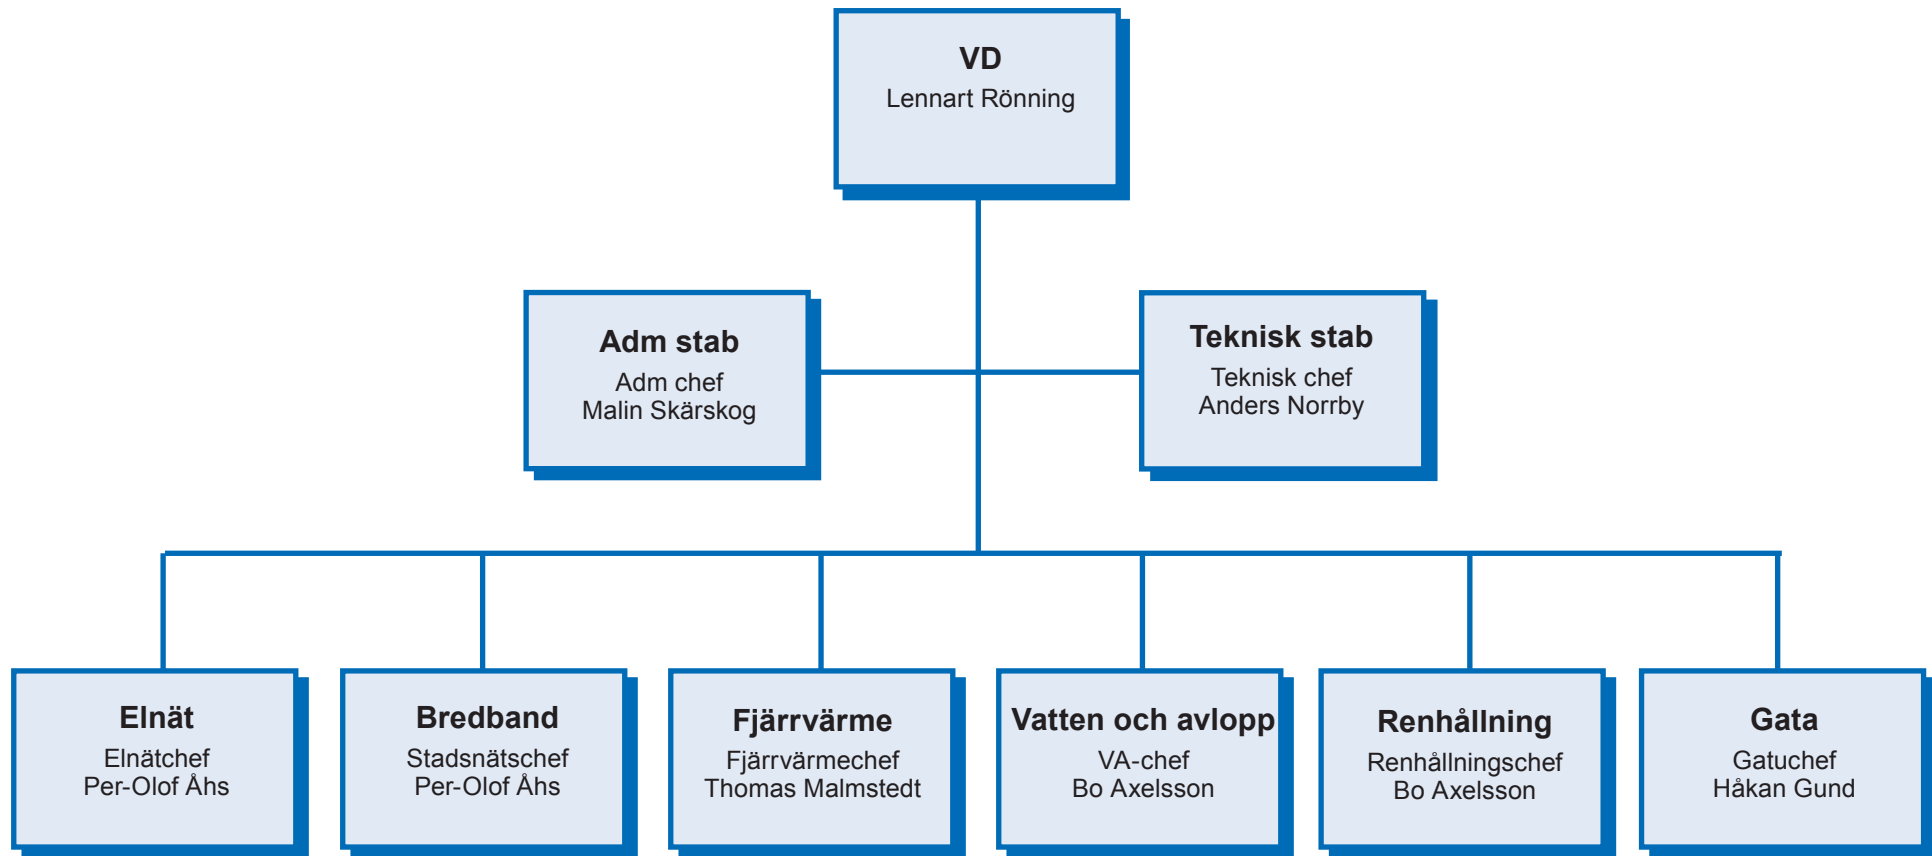 VD
Lennart Rönning
Adm stab
Adm chef
Malin Skärskog
Teknisk stab
Teknisk chef
Anders Norrby
Elnät
Elnätchef
Per-Olof Åhs
Bredband
Stadsnätschef
Per-Olof Åhs
Fjärrvärme
Fjärrvärmechef
Thomas Malmstedt
Vatten och avlopp
VA-chef
Bo Axelsson
Renhållning
Renhållningschef
Bo Axelsson
Gata
Gatuchef
Håkan Gund